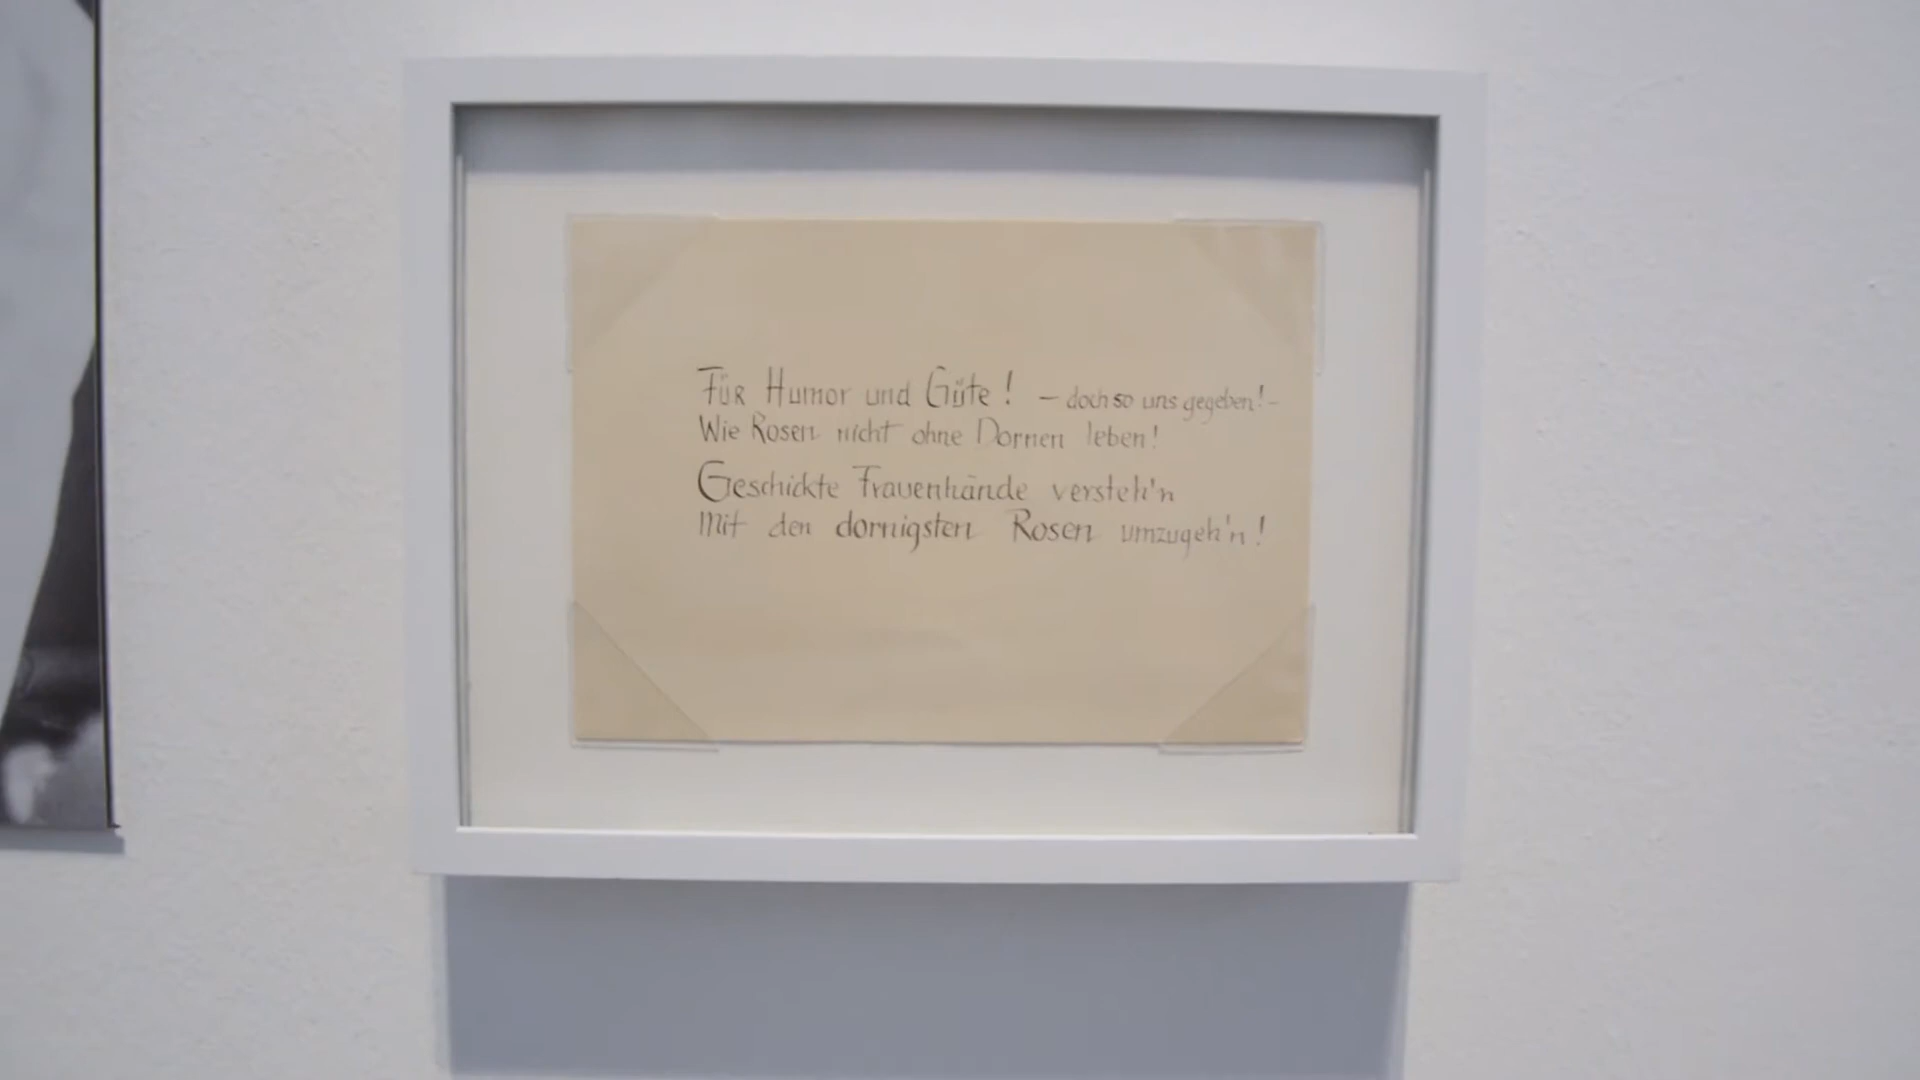 Für Humor und Güte! – doch so uns gegeben! –
Wie Rosen nicht ohne Dornen leben!
Geschickte Frauenhände versteh'n
Mit den dornigsten Rosen umzugeh'n!